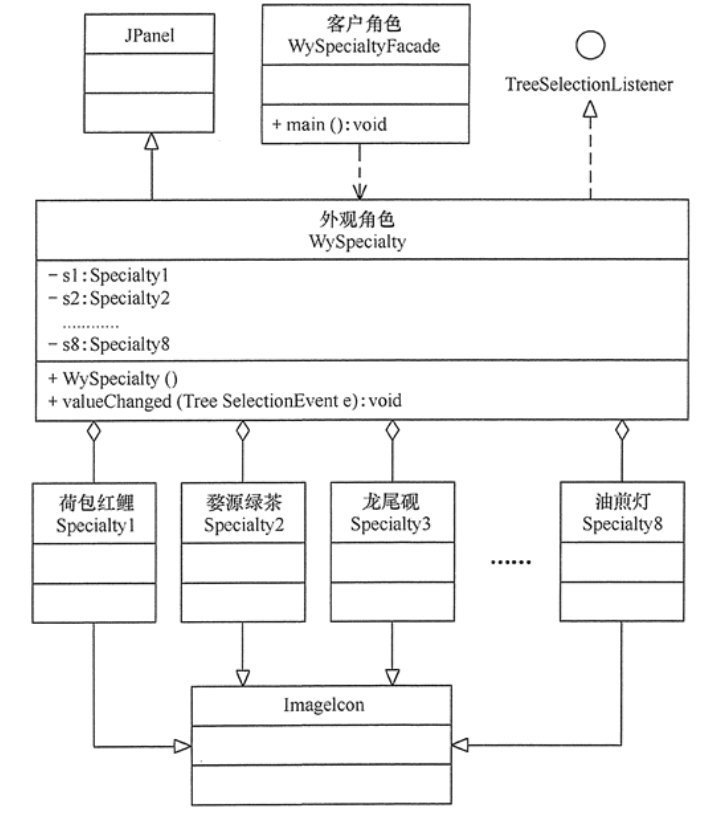 JPanel
客户角色
WySpecialtyFacade
+ main ():void
TreeSelectionListener
外观角色
WySpecialty
− s1:Specialty1
− s2:Specialty2
............
− s8:Specialty8
+ WySpecialty ()
+ valueChanged (Tree SelectionEvent e):void
荷包红鲤
Specialty1
婺源绿茶
Specialty2
龙尾砚
Specialty3
......
油煎灯
Specialty8
ImageIcon